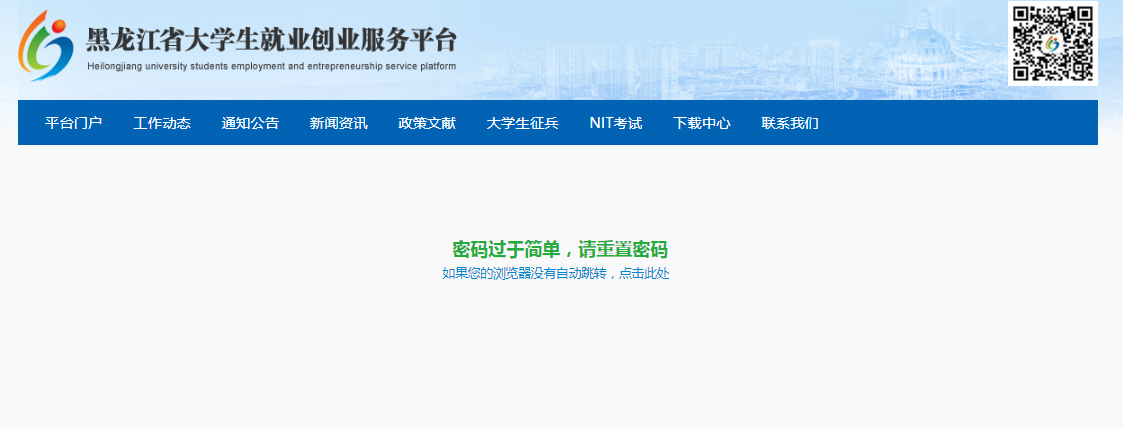 黑龙江省大学生就业创业服务平台
Heilongjiang university students employment and entrepreneurship service platform
平台门户 工作动态 通知公告 新闻资讯 政策文献 大学生征兵 NIT考试 下载中心 联系我们
密码过于简单，请重置密码
如果您的浏览器没有自动跳转，点击此处